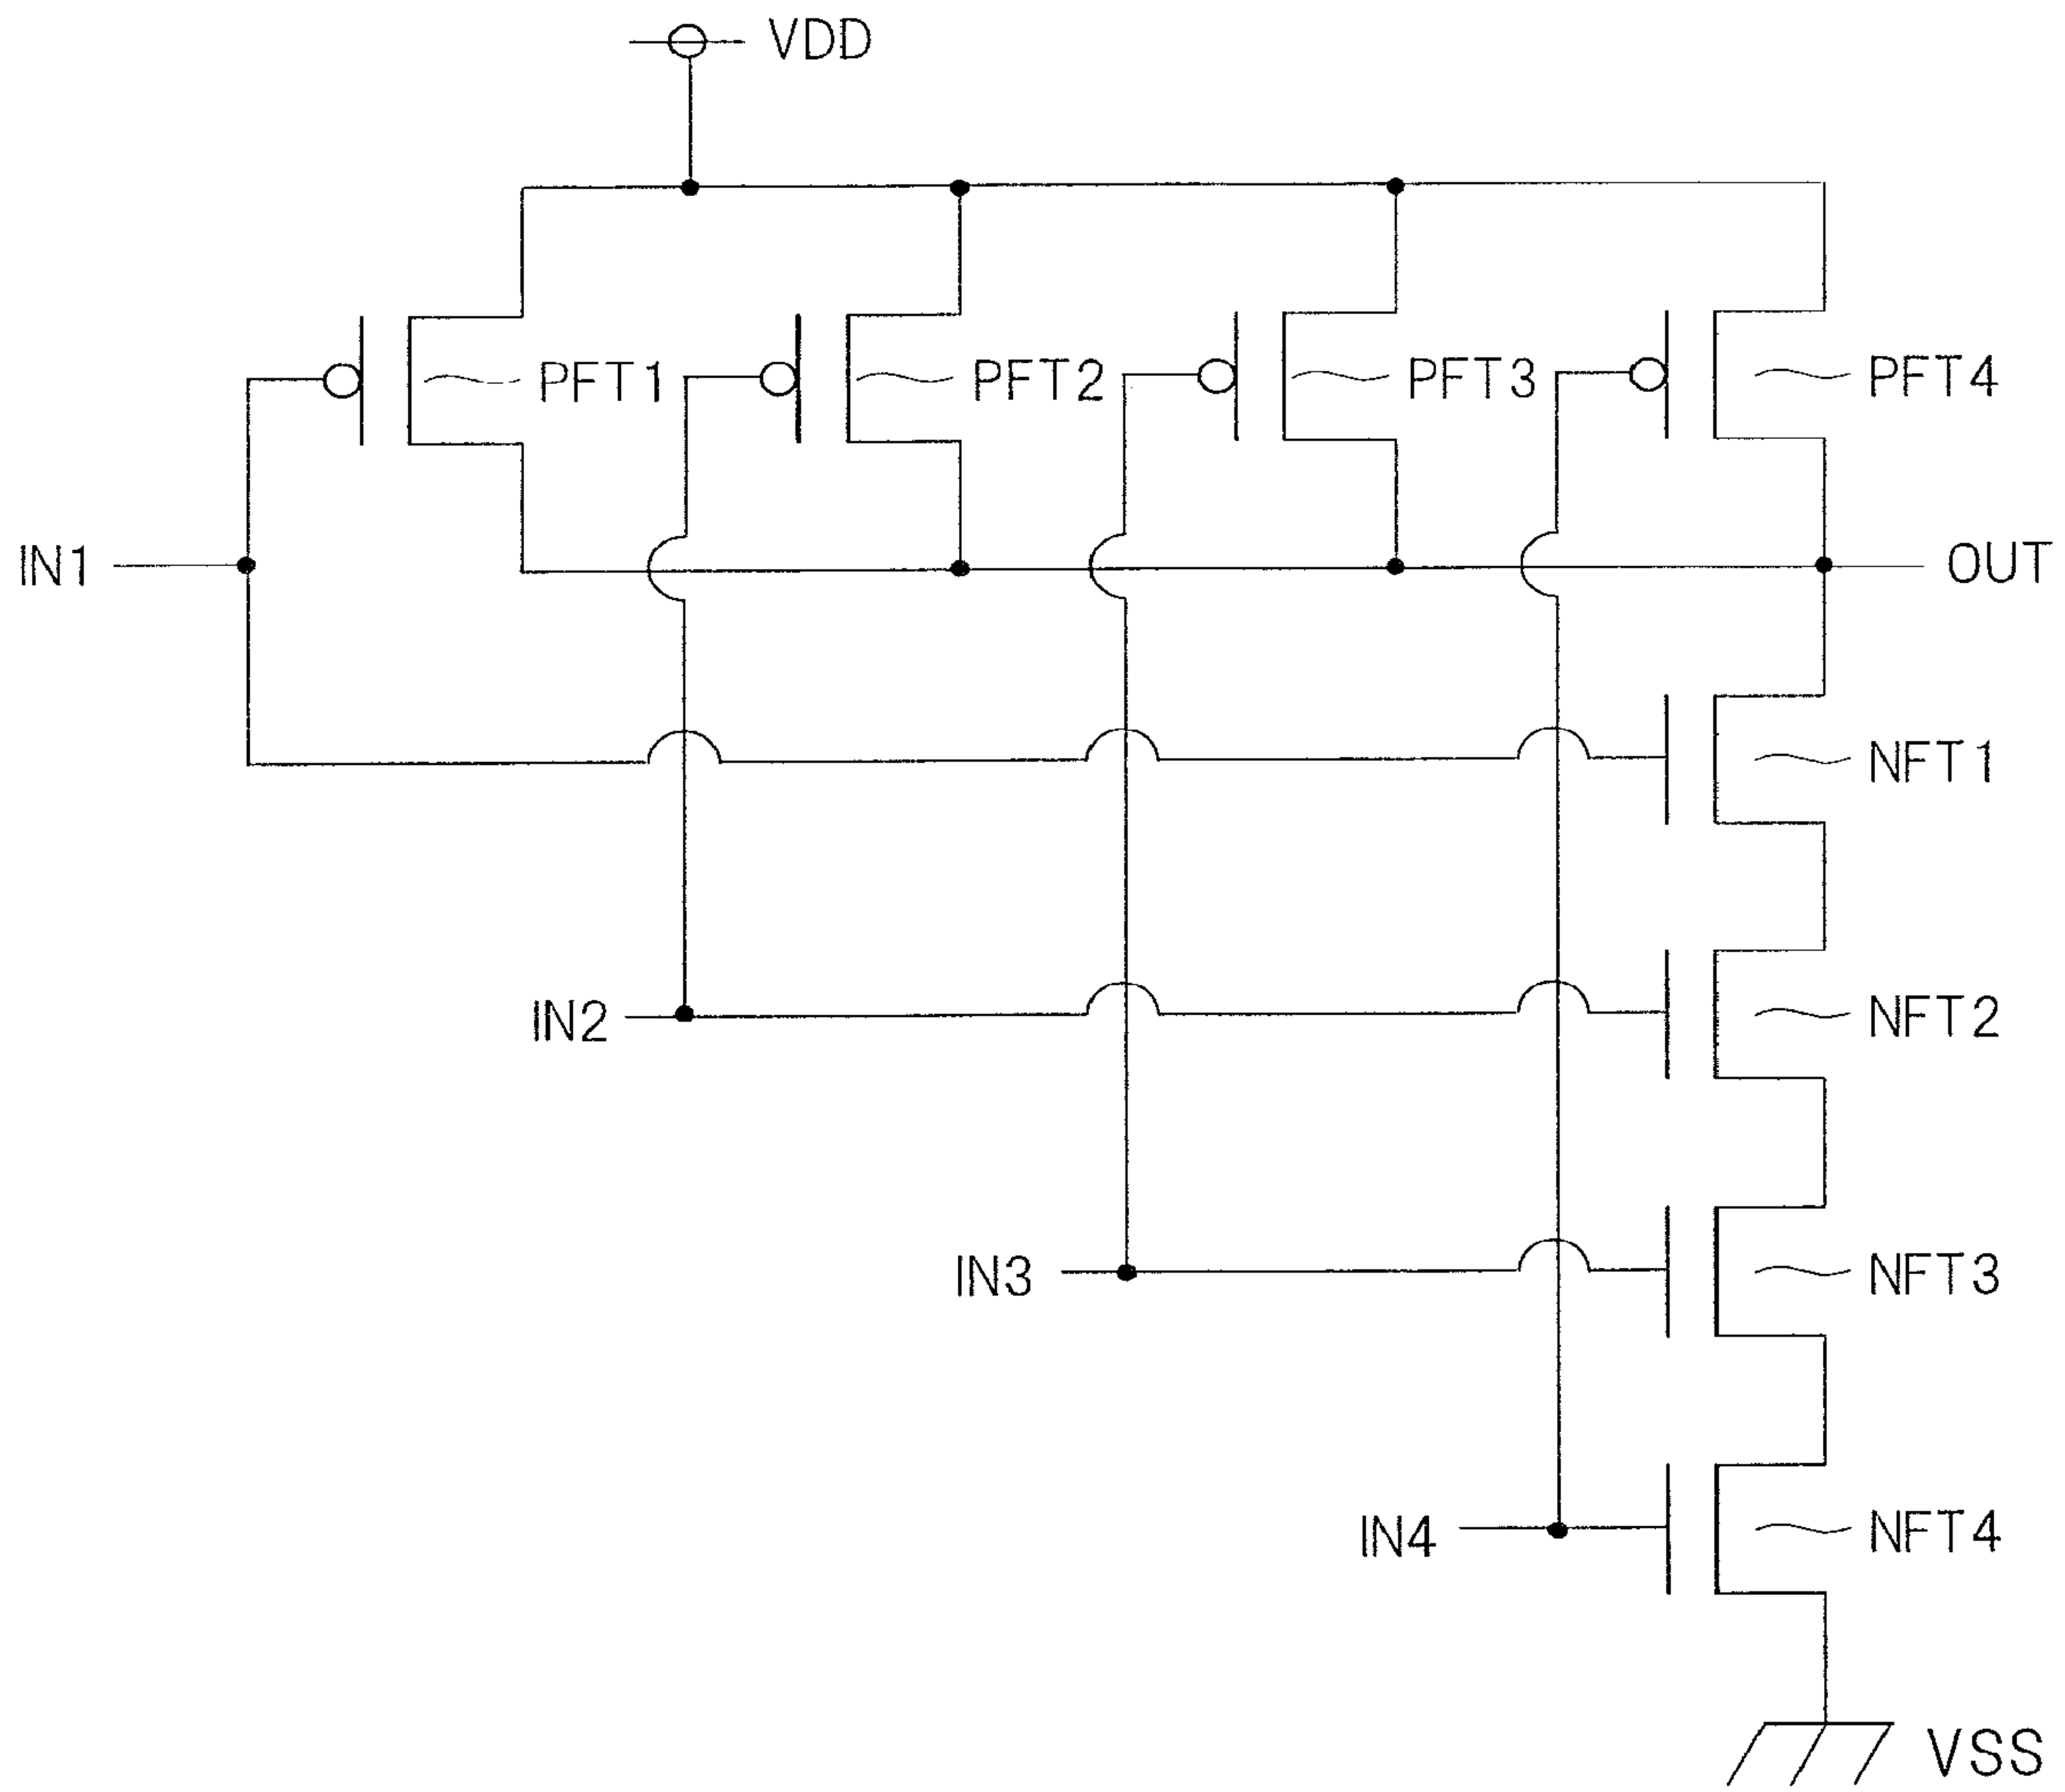 VDD
PFT1
PFT2
PFT3
PFT4
IN1
OUT
NFT1
IN2
NFT2
IN3
NFT3
IN4
NFT4
VSS